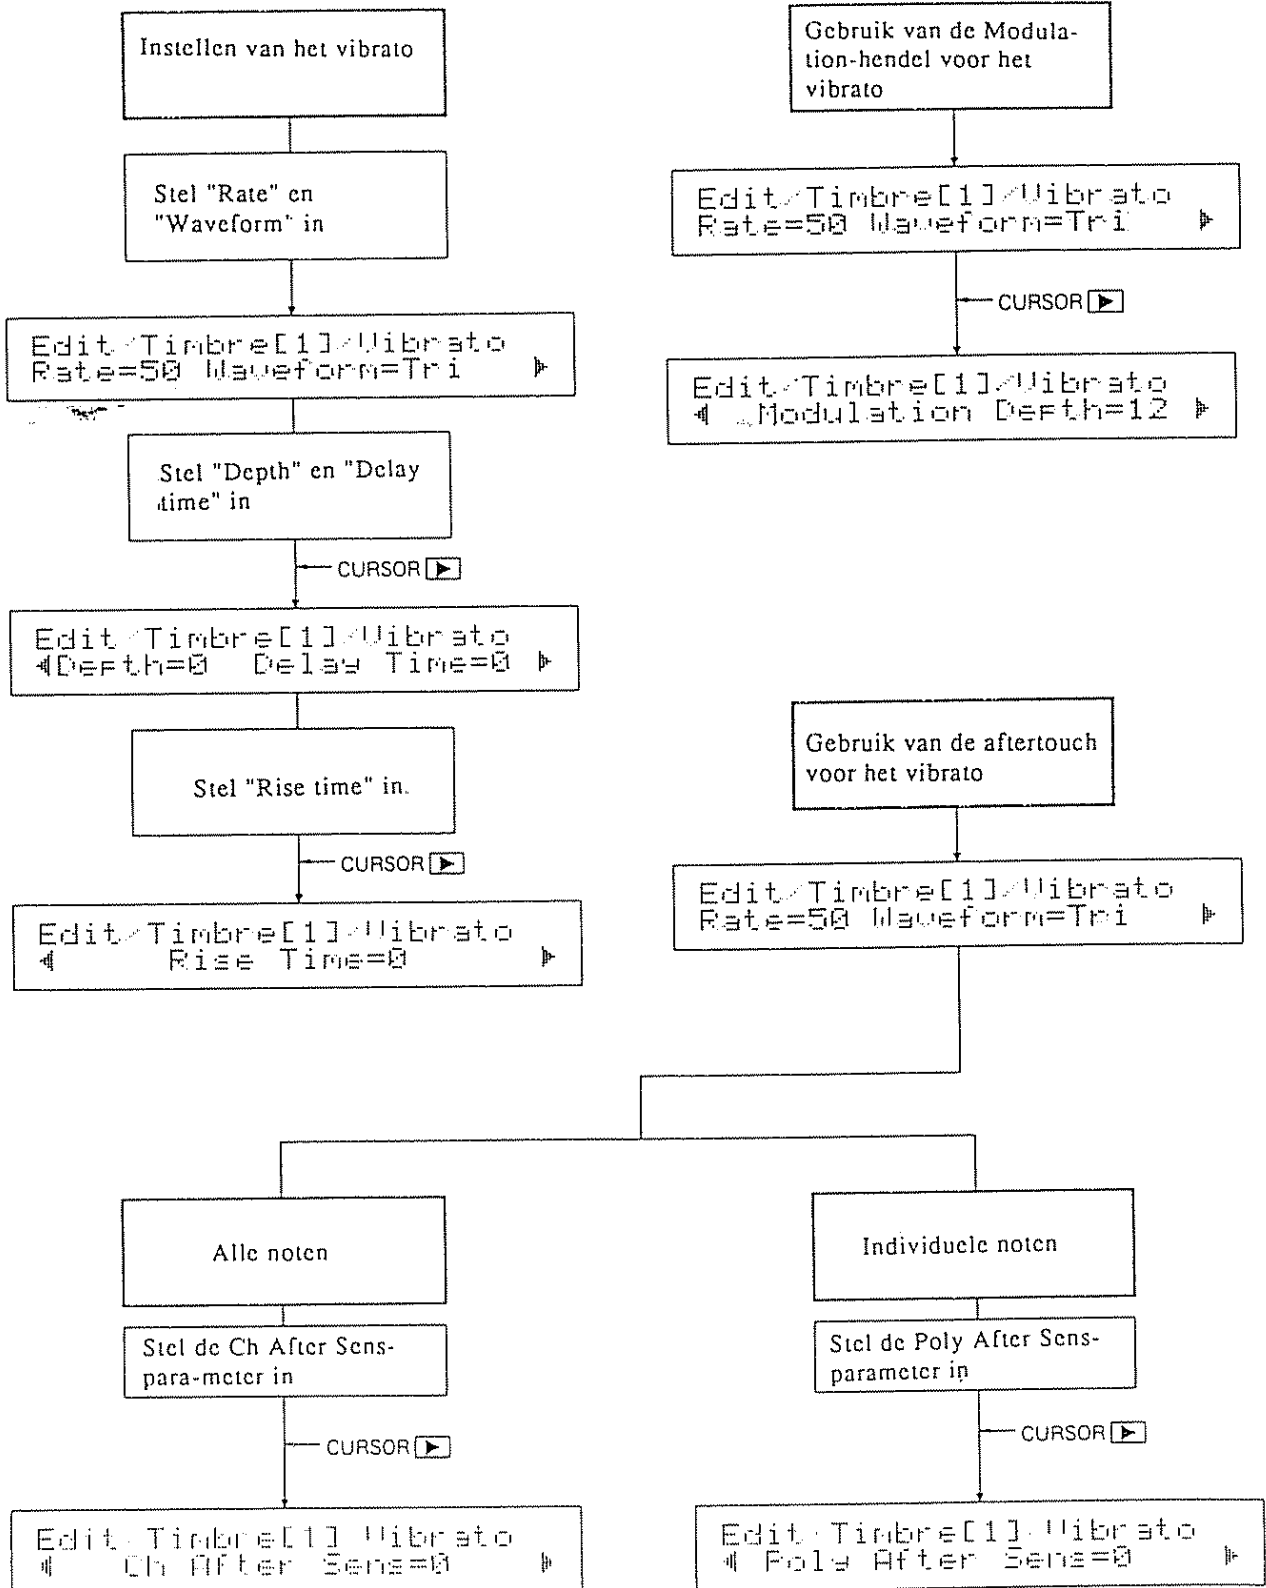 Instellen van het vibrato
Stel "Rate" en
"Waveform" in
Edit/Timbre[1]/Vibrato
Rate=50 Waveform=Tri
Stel "Depth" en "Delay
time" in
CURSOR
Edit/Timbre[1]/Vibrato
Depth=0 Delay Time=0
Stel "Rise time" in.
CURSOR
Edit/Timbre[1]/Vibrato
Rise Time=0
Gebruik van de Modula-
tion-hendel voor het
vibrato
Edit/Timbre[1]/Vibrato
Rate=50 Waveform=Tri
CURSOR
Edit/Timbre[1]/Vibrato
Modulation Depth=12
Gebruik van de aftertouch
voor het vibrato
Edit/Timbre[1]/Vibrato
Rate=50 Waveform=Tri
Alle noten
Stel de Ch After Sens-
para-meter in
CURSOR
Edit/Timbre[1]/Vibrato
Ch After Sens=0
Individuele noten
Stel de Poly After Sens-
parameter in
CURSOR
Edit/Timbre[1]/Vibrato
Poly After Sens=0